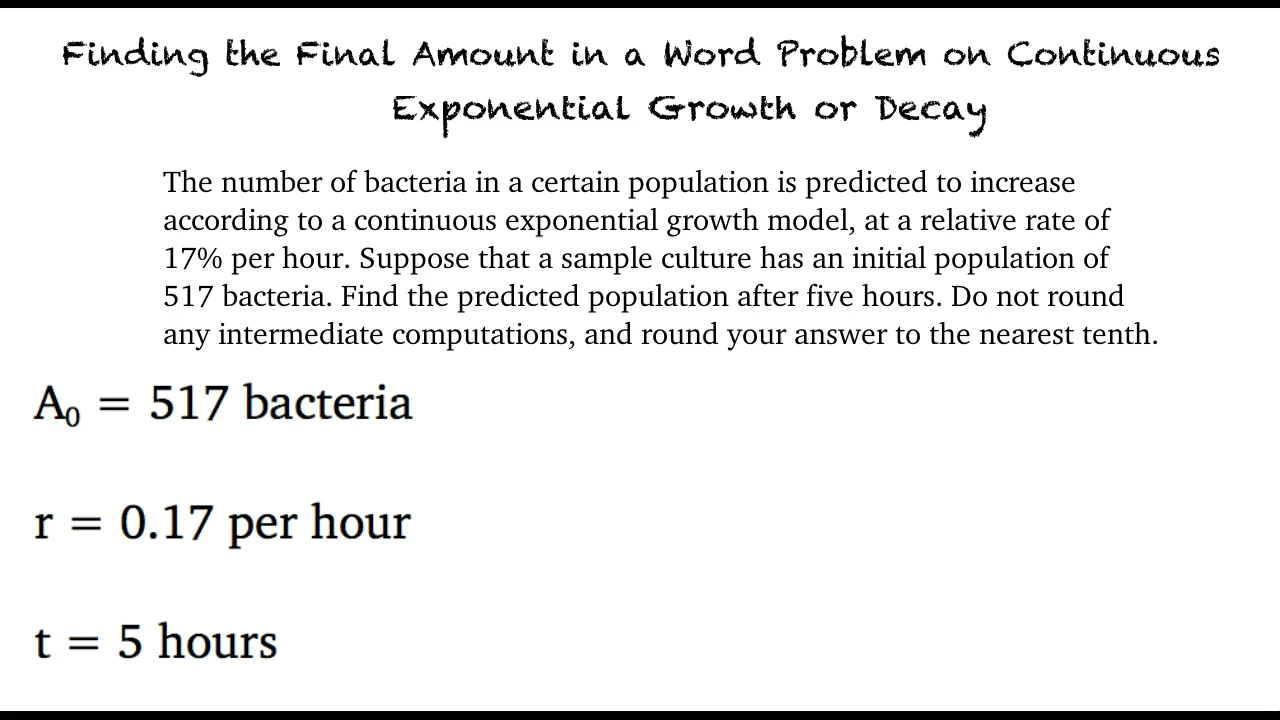 Finding the Final Amount in a Word Problem on Continuous
Exponential Growth or Decay
The number of bacteria in a certain population is predicted to increase
according to a continuous exponential growth model, at a relative rate of
17% per hour. Suppose that a sample culture has an initial population of
517 bacteria. Find the predicted population after five hours. Do not round
any intermediate computations, and round your answer to the nearest tenth.
A₀ = 517 bacteria
r = 0.17 per hour
t = 5 hours